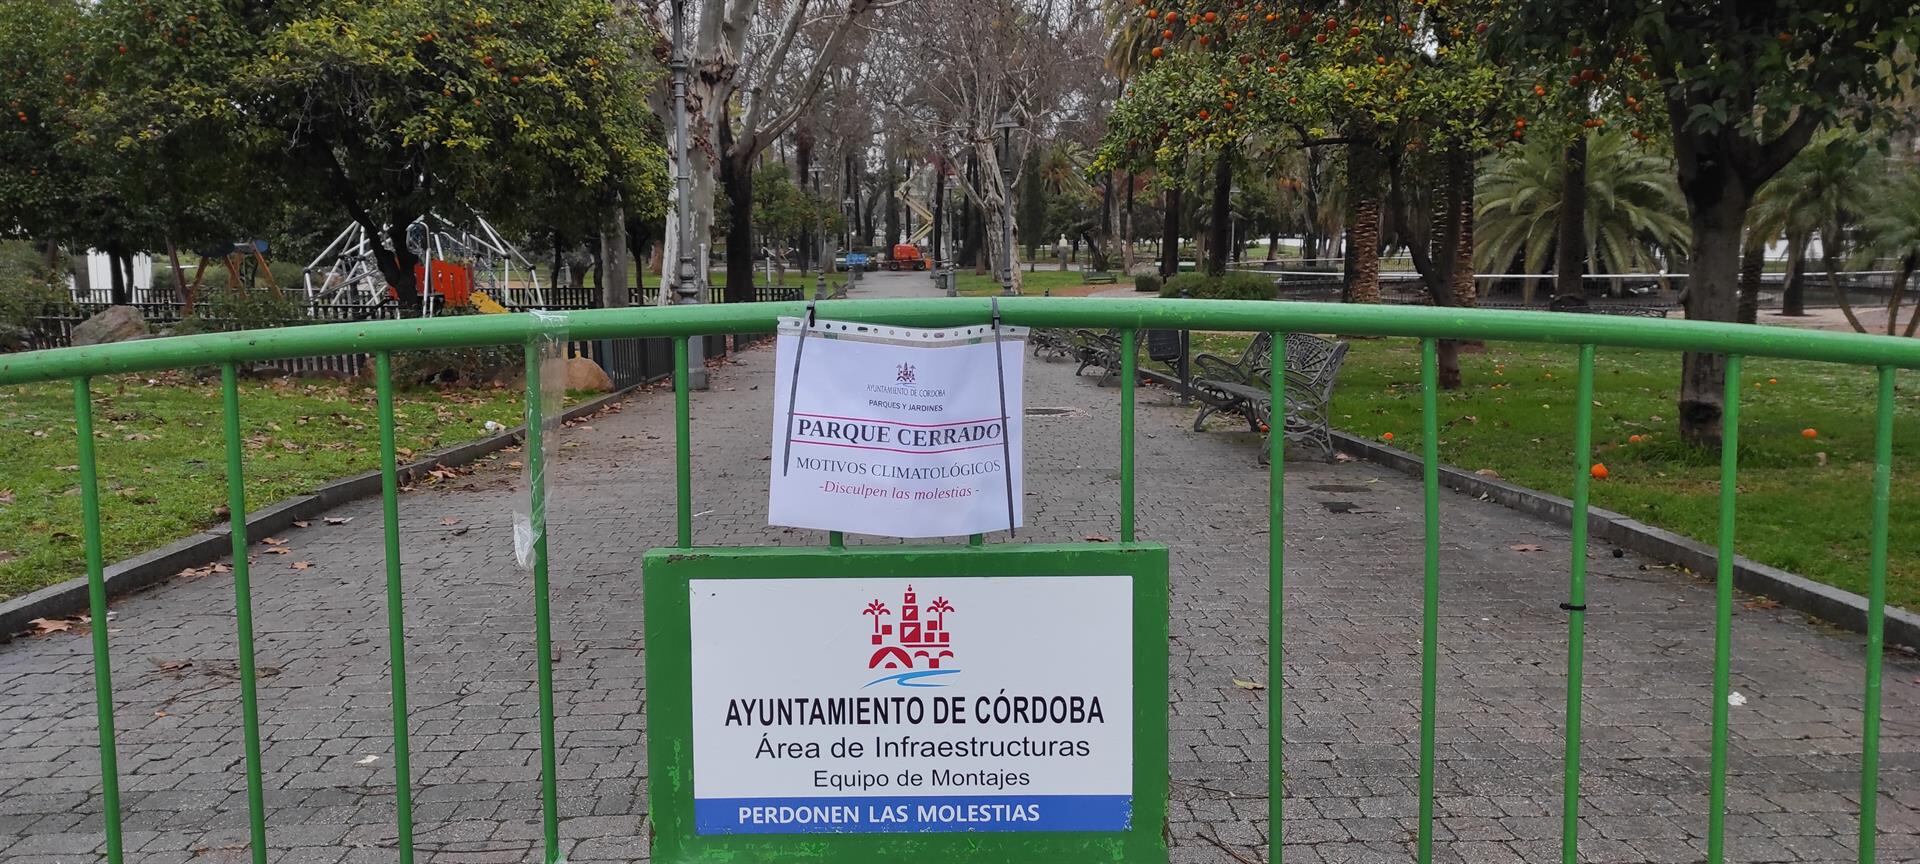 AYUNTAMIENTO DE CÓRDOBA
PARQUES Y JARDINES
PARQUE CERRADO
MOTIVOS CLIMATOLÓGICOS
-Disculpen las molestias -
AYUNTAMIENTO DE CÓRDOBA
Área de Infraestructuras
Equipo de Montajes
PERDONEN LAS MOLESTIAS